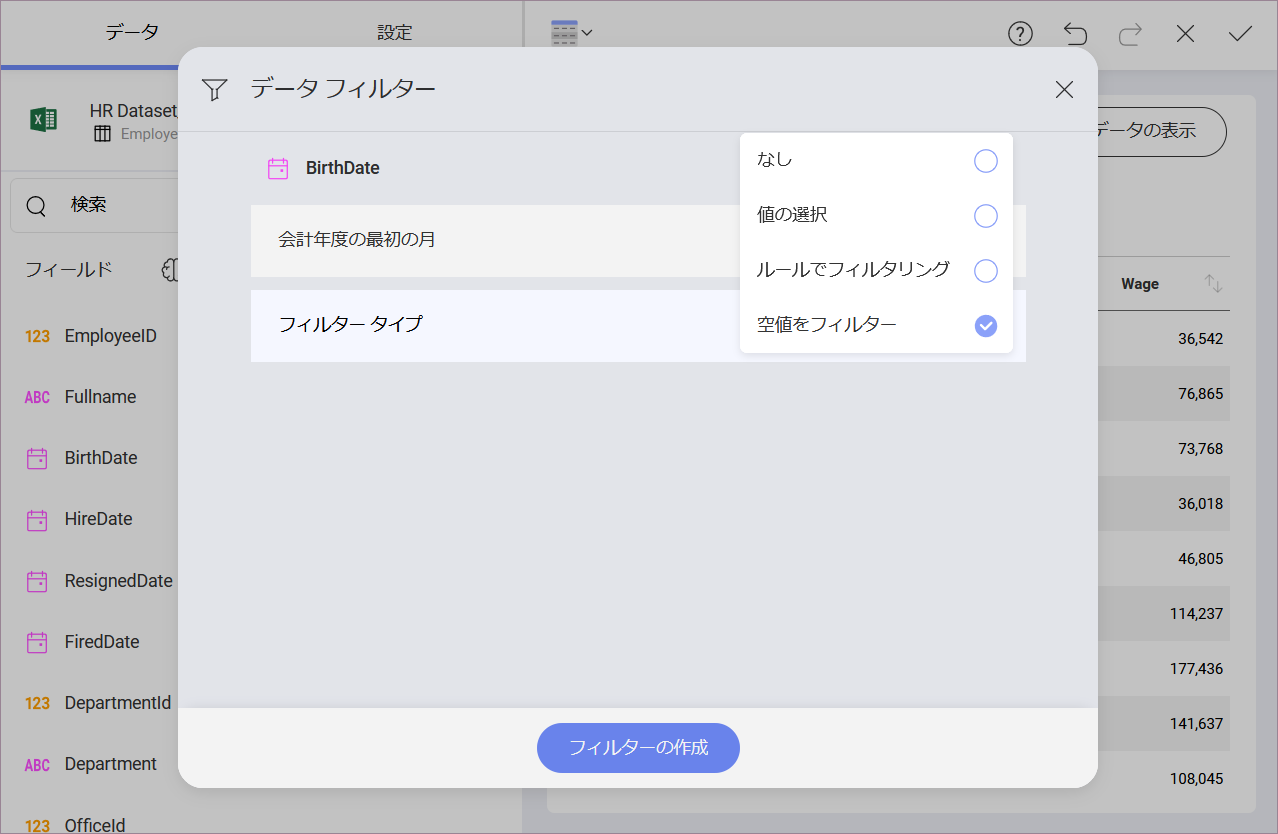 データ
設定
データ フィルター
HR Dataset
Employe
BirthDate
なし
データの表示
検索
値の選択
会計年度の最初の月
フィールド
ルールでフィルタリング
Wage
フィルター タイプ
空値をフィルター
123 EmployeeID
36,542
ABC Fullname
76,865
BirthDate
73,768
HireDate
36,018
ResignedDate
46,805
FiredDate
114,237
123 DepartmentId
177,436
141,637
フィルターの作成
ABC Department
108,045
123 OfficeId